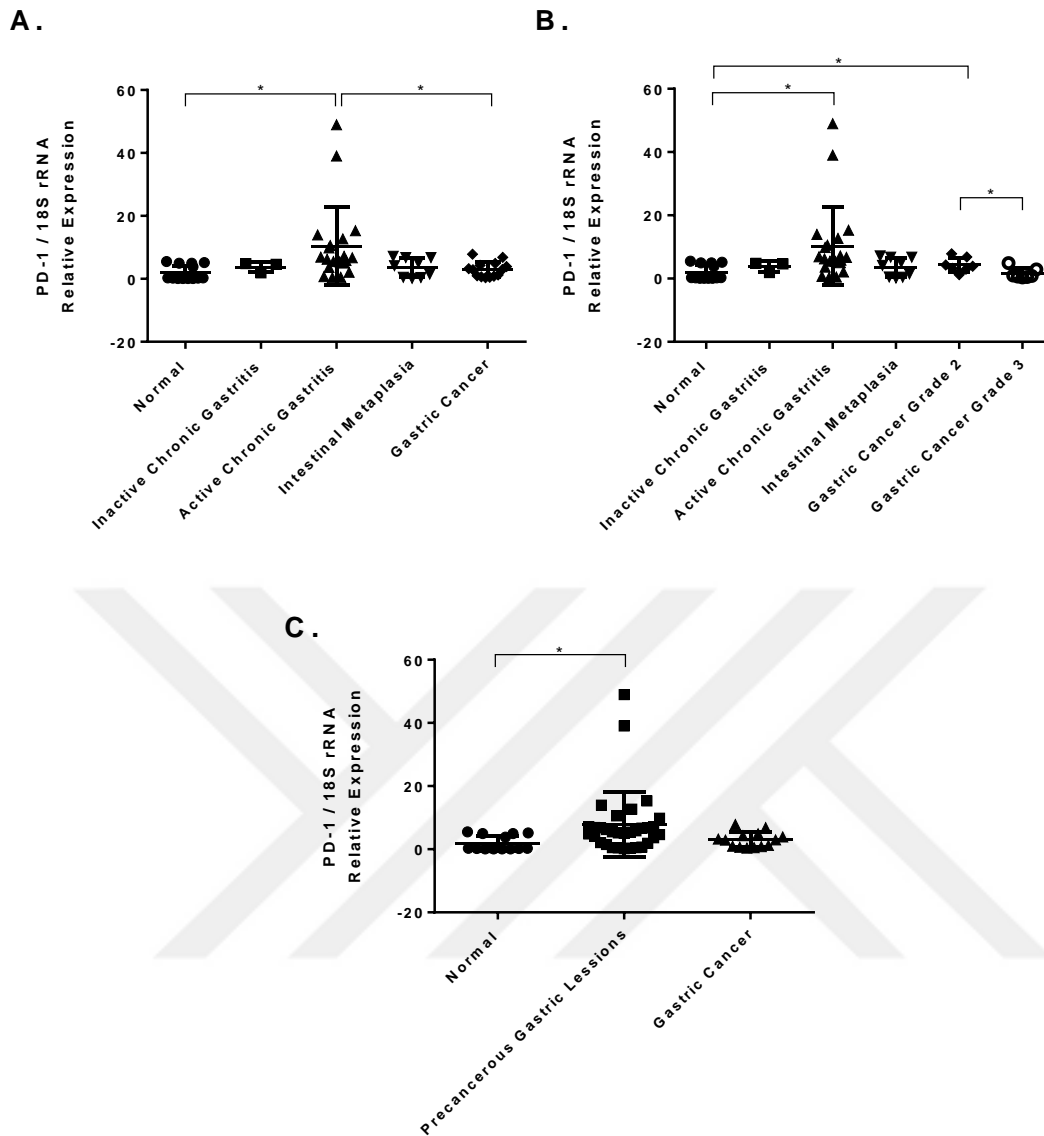 A.
PD-1 / 18S rRNA
Relative Expression
60
40
20
0
-20
*
*
Normal
Inactive Chronic Gastritis
Active Chronic Gastritis
Intestinal Metaplasia
Gastric Cancer
B.
PD-1 / 18S rRNA
Relative Expression
60
40
20
0
-20
*
*
*
Normal
Inactive Chronic Gastritis
Active Chronic Gastritis
Intestinal Metaplasia
Gastric Cancer Grade 2
Gastric Cancer Grade 3
C.
PD-1 / 18S rRNA
Relative Expression
60
40
20
0
-20
*
Normal
Precancerous Gastric Lessions
Gastric Cancer